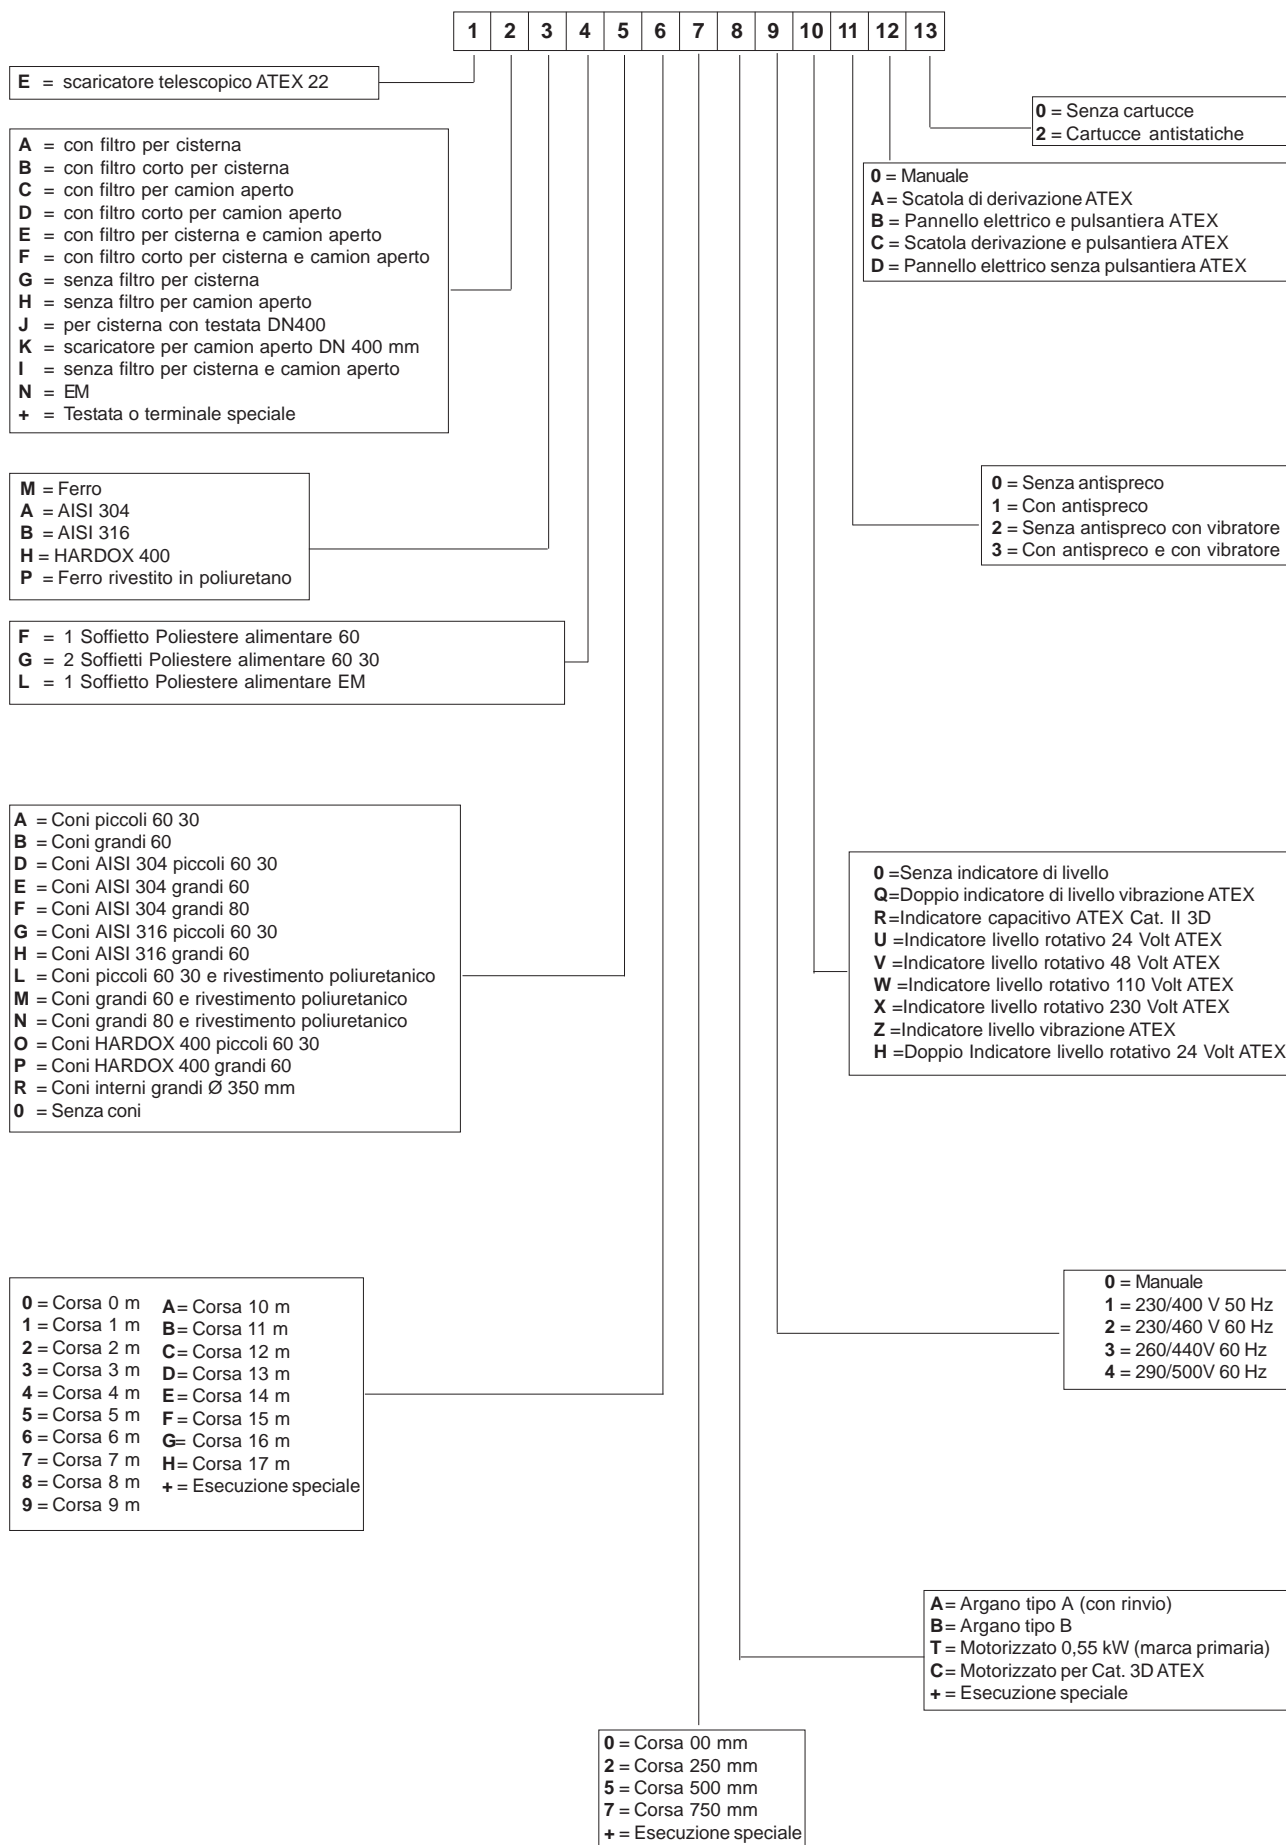 1 2 3 4 5 6 7 8 9 10 11 12 13
E = scaricatore telescopico ATEX 22
0 = Senza cartucce
2 = Cartucce antistatiche
A = con filtro per cisterna
B = con filtro corto per cisterna
C = con filtro per camion aperto
D = con filtro corto per camion aperto
E = con filtro per cisterna e camion aperto
F = con filtro corto per cisterna e camion aperto
G = senza filtro per cisterna
H = senza filtro per camion aperto
J = per cisterna con testata DN400
K = scaricatore per camion aperto DN 400 mm
I = senza filtro per cisterna e camion aperto
N = EM
+ = Testata o terminale speciale
0 = Manuale
A = Scatola di derivazione ATEX
B = Pannello elettrico e pulsantiera ATEX
C = Scatola derivazione e pulsantiera ATEX
D = Pannello elettrico senza pulsantiera ATEX
M = Ferro
A = AISI 304
B = AISI 316
H = HARDOX 400
P = Ferro rivestito in poliuretano
0 = Senza antispreco
1 = Con antispreco
2 = Senza antispreco con vibratore
3 = Con antispreco e con vibratore
F = 1 Soffietto Poliestere alimentare 60
G = 2 Soffietti Poliestere alimentare 60 30
L = 1 Soffietto Poliestere alimentare EM
A = Coni piccoli 60 30
B = Coni grandi 60
D = Coni AISI 304 piccoli 60 30
E = Coni AISI 304 grandi 60
F = Coni AISI 304 grandi 80
G = Coni AISI 316 piccoli 60 30
H = Coni AISI 316 grandi 60
L = Coni piccoli 60 30 e rivestimento poliuretanico
M = Coni grandi 60 e rivestimento poliuretanico
N = Coni grandi 80 e rivestimento poliuretanico
O = Coni HARDOX 400 piccoli 60 30
P = Coni HARDOX 400 grandi 60
R = Coni interni grandi Ø 350 mm
0 = Senza coni
0 =Senza indicatore di livello
Q=Doppio indicatore di livello vibrazione ATEX
R=Indicatore capacitivo ATEX Cat. II 3D
U =Indicatore livello rotativo 24 Volt ATEX
V =Indicatore livello rotativo 48 Volt ATEX
W =Indicatore livello rotativo 110 Volt ATEX
X =Indicatore livello rotativo 230 Volt ATEX
Z =Indicatore livello vibrazione ATEX
H =Doppio Indicatore livello rotativo 24 Volt ATEX
0 = Corsa 0 m
1 = Corsa 1 m
2 = Corsa 2 m
3 = Corsa 3 m
4 = Corsa 4 m
5 = Corsa 5 m
6 = Corsa 6 m
7 = Corsa 7 m
8 = Corsa 8 m
9 = Corsa 9 m
A = Corsa 10 m
B = Corsa 11 m
C = Corsa 12 m
D = Corsa 13 m
E = Corsa 14 m
F = Corsa 15 m
G= Corsa 16 m
H= Corsa 17 m
+ = Esecuzione speciale
0 = Manuale
1 = 230/400 V 50 Hz
2 = 230/460 V 60 Hz
3 = 260/440V 60 Hz
4 = 290/500V 60 Hz
A = Argano tipo A (con rinvio)
B = Argano tipo B
T = Motorizzato 0,55 kW (marca primaria)
C = Motorizzato per Cat. 3D ATEX
+ = Esecuzione speciale
0 = Corsa 00 mm
2 = Corsa 250 mm
5 = Corsa 500 mm
7 = Corsa 750 mm
+ = Esecuzione speciale